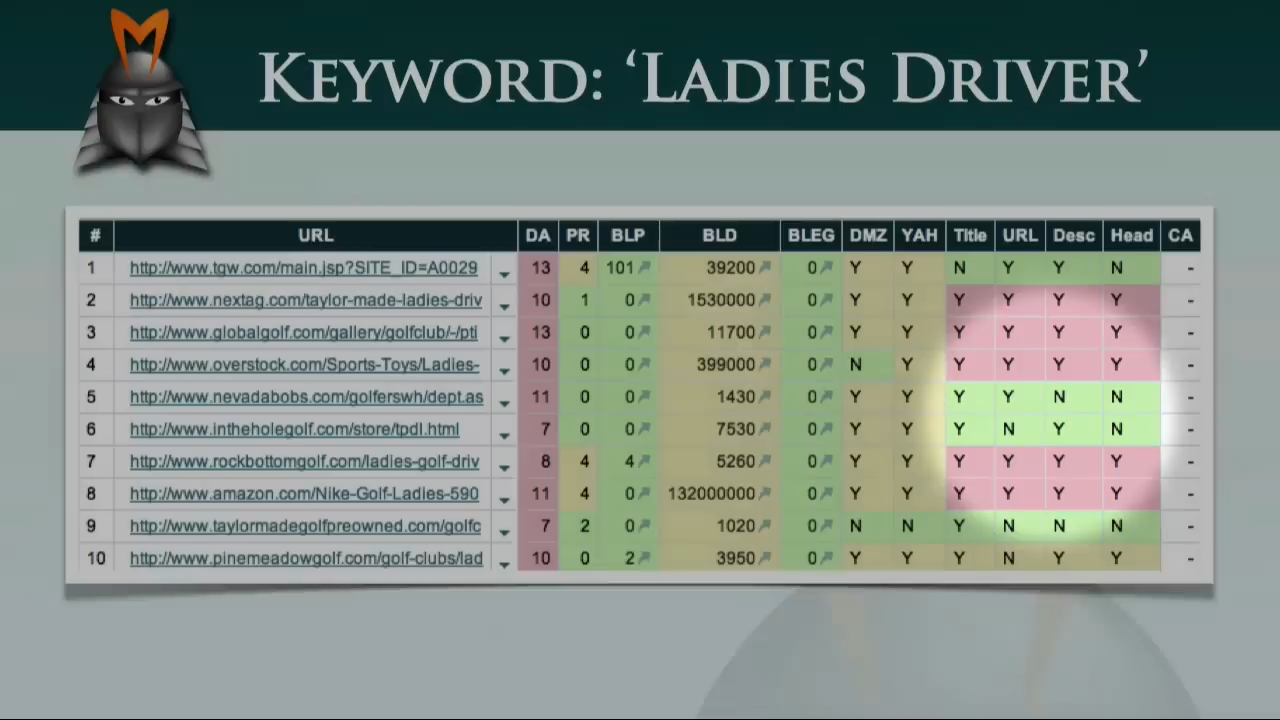 KEYWORD: ‘LADIES DRIVER’
# URL DA PR BLP BLD BLEG DMZ YAH Title URL Desc Head CA
1 http://www.tgw.com/main.jsp?SITE_ID=A0029 13 4 101 39200 0 Y Y N Y Y N -
2 http://www.nextag.com/taylor-made-ladies-driv 10 1 0 1530000 0 Y Y Y Y Y Y -
3 http://www.globalgolf.com/gallery/golfclub/-/pti 13 0 0 11700 0 Y Y Y Y Y Y -
4 http://www.overstock.com/Sports-Toys/Ladies- 10 0 0 399000 0 N Y Y Y Y Y -
5 http://www.nevadabobs.com/golferswh/dept.as 11 0 0 1430 0 Y Y Y Y N N -
6 http://www.intheholegolf.com/store/tpdl.html 7 0 0 7530 0 Y Y Y N Y N -
7 http://www.rockbottomgolf.com/ladies-golf-driv 8 4 4 5260 0 Y Y Y Y Y Y -
8 http://www.amazon.com/Nike-Golf-Ladies-590 11 4 0 132000000 0 Y Y Y Y Y Y -
9 http://www.taylormadegolfpreowned.com/golfc 7 2 0 1020 0 N N Y N N N -
10 http://www.pinemeadowgolf.com/golf-clubs/lad 10 0 2 3950 0 Y Y Y N Y Y -